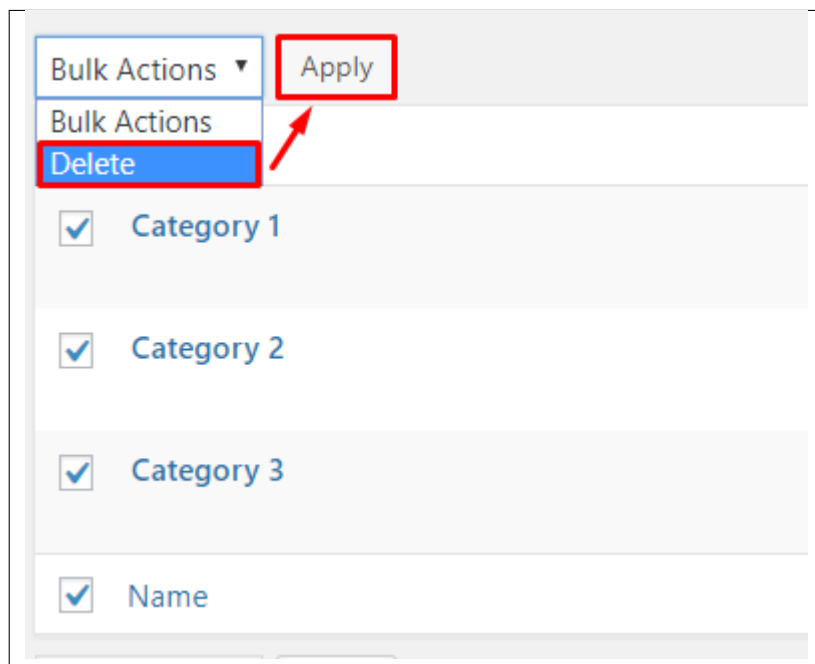 Bulk Actions Apply
Bulk Actions
Delete
Category 1
Category 2
Category 3
Name